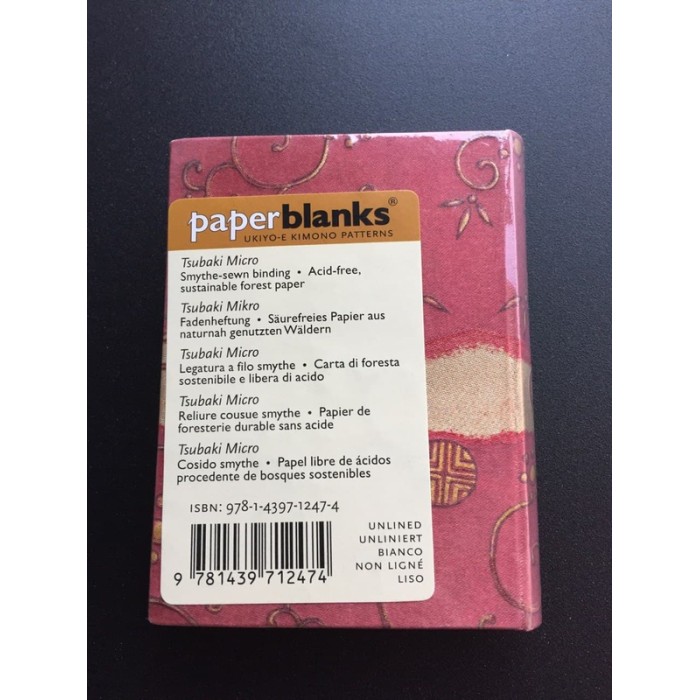 paperblanks®
UKIYO-E KIMONO PATTERNS
Tsubaki Micro
Smythe-sewn binding • Acid-free,
sustainable forest paper
Tsubaki Mikro
Fadenheftung • Säurefreies Papier aus
naturnah genutzten Wäldern
Tsubaki Micro
Legatura a filo smythe • Carta di foresta
sostenibile e libera di acido
Tsubaki Micro
Reliure cousue smythe • Papier de
foresterie durable sans acide
Tsubaki Micro
Cosido smythe • Papel libre de ácidos
procedente de bosques sostenibles
ISBN: 978-1-4397-1247-4
9 781439 712474
UNLINED
UNLINIERT
BIANCO
NON LIGNÉ
LISO